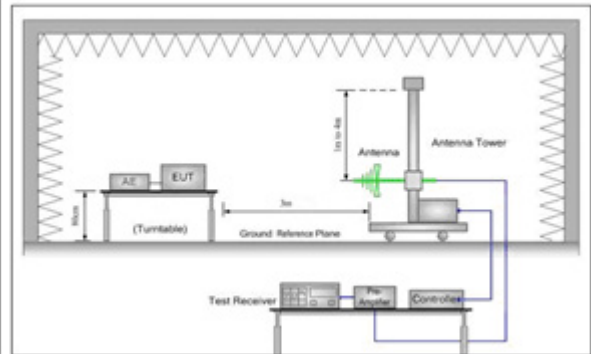 1m to 4m
Antenna
Antenna Tower
AE
EUT
3m
80cm
(Turntable)
Ground Reference Plane
Test Receiver
Pre-
Amplifier
Controller